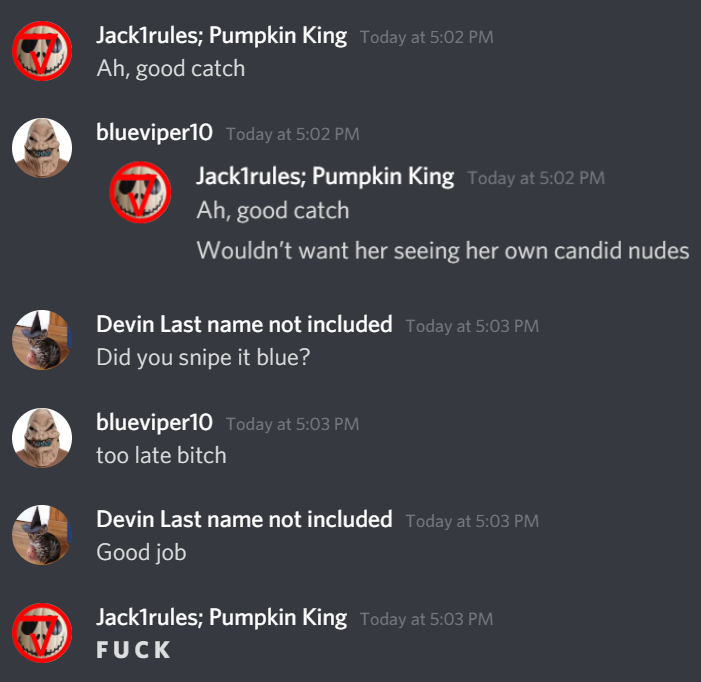 Jack1rules; Pumpkin King Today at 5:02 PM
Ah, good catch
blueviper10 Today at 5:02 PM
Jack1rules; Pumpkin King Today at 5:02 PM
Ah, good catch
Wouldn't want her seeing her own candid nudes
Devin Last name not included Today at 5:03 PM
Did you snipe it blue?
blueviper10 Today at 5:03 PM
too late bitch
Devin Last name not included Today at 5:03 PM
Good job
Jack1rules; Pumpkin King Today at 5:03 PM
F U C K